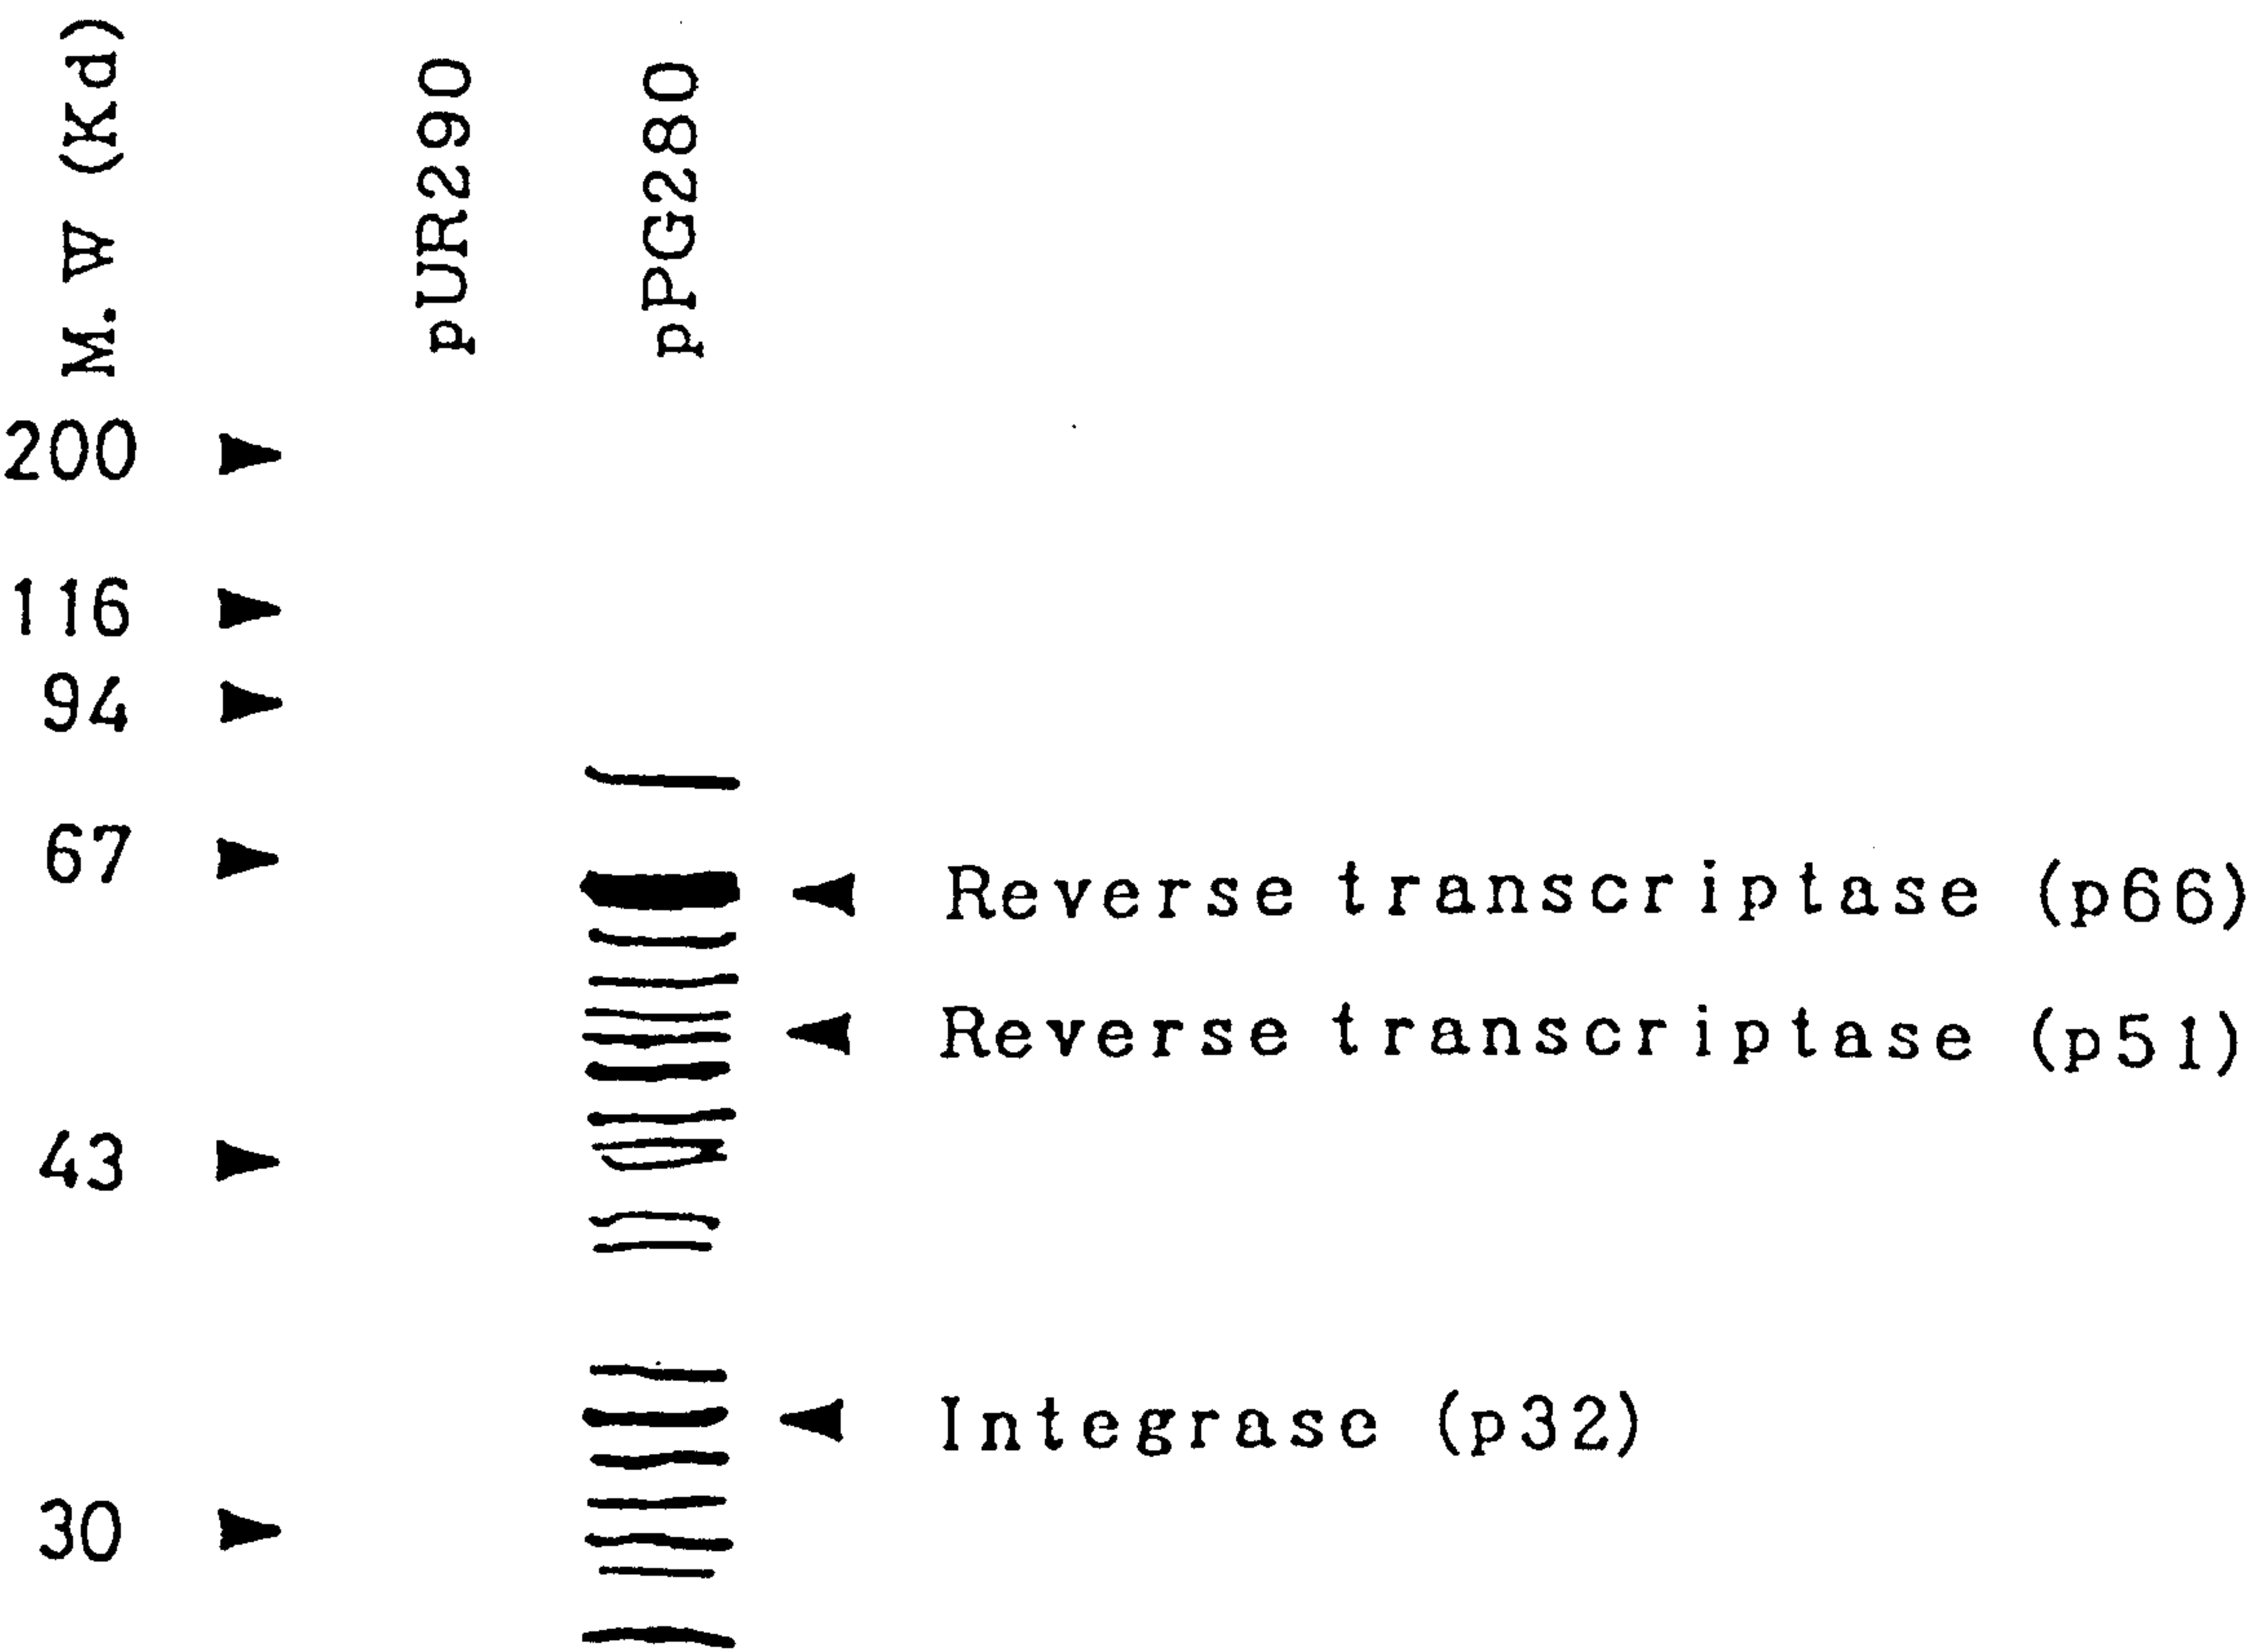 M.W (Kd)
pUR290
pPG280
200
116
94
67
Reverse transcriptase (p66)
Reverse transcriptase (p51)
43
Integrase (p32)
30